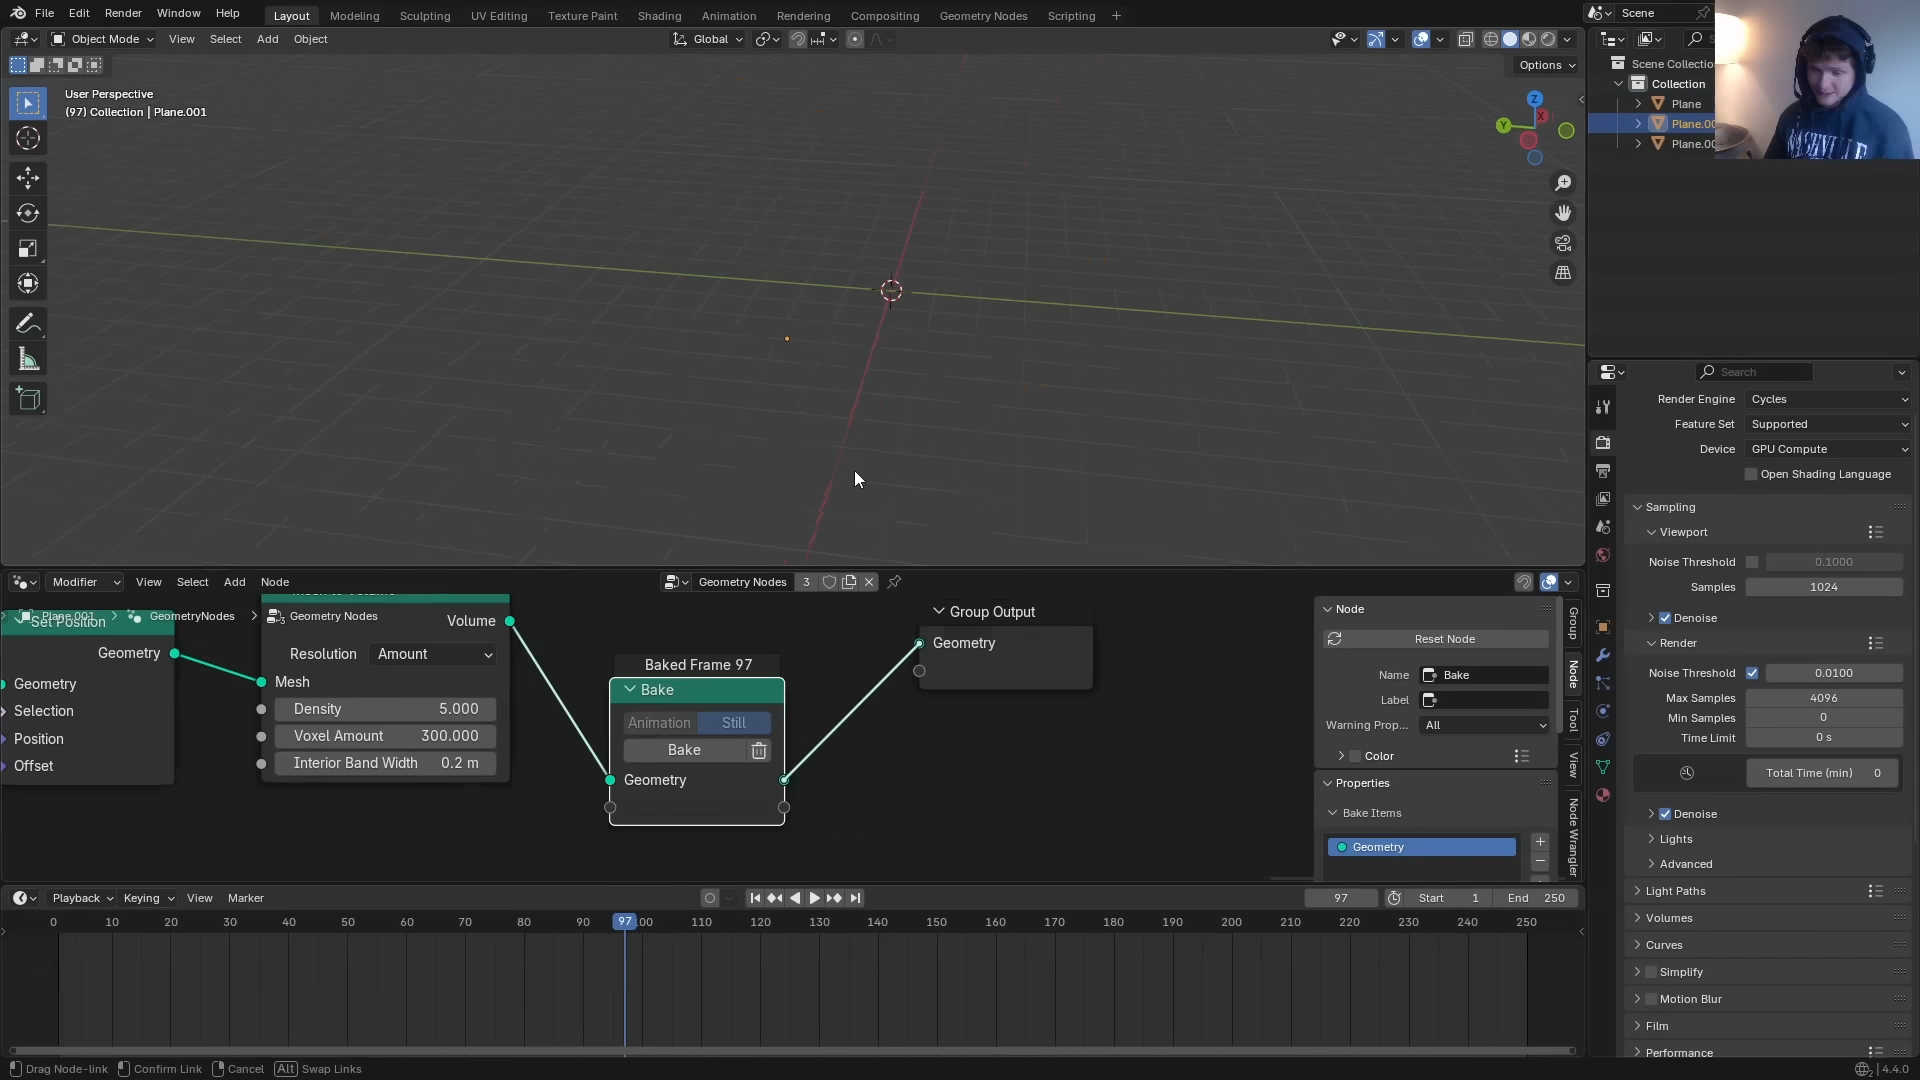 File Edit Render Window Help Layout Modeling Sculpting UV Editing Texture Paint Shading Animation Rendering Compositing Geometry Nodes Scripting + Scene
Object Mode View Select Add Object Global
Options
User Perspective
(97) Collection | Plane.001
Z
Y
X
Scene Collectio
Collection
Plane
Plane.00
Plane.00
Search
Render Engine Cycles
Feature Set Supported
Device GPU Compute
Open Shading Language
Sampling
Viewport
Noise Threshold 0.1000
Samples 1024
Denoise
Render
Noise Threshold 0.0100
Max Samples 4096
Min Samples 0
Time Limit 0 s
Total Time (min) 0
Denoise
Lights
Advanced
Light Paths
Volumes
Curves
Simplify
Motion Blur
Film
Performance
Modifier View Select Add Node Geometry Nodes 3
Plane.001 > GeometryNodes > Geometry Nodes
Set Position
Geometry
Geometry
Selection
Position
Offset
Volume
Resolution Amount
Mesh
Density 5.000
Voxel Amount 300.000
Interior Band Width 0.2 m
Baked Frame 97
Bake
Animation Still
Bake
Geometry
Group Output
Geometry
Node
Reset Node
Name Bake
Label
Warning Prop... All
Color
Properties
Bake Items
Geometry
Group
Node
Tool
View
Node Wrangler
Playback Keying View Marker 97 Start 1 End 250
0 10 20 30 40 50 60 70 80 90 97 00 110 120 130 140 150 160 170 180 190 200 210 220 230 240 250
Drag Node-link Confirm Link Cancel Alt Swap Links 4.4.0